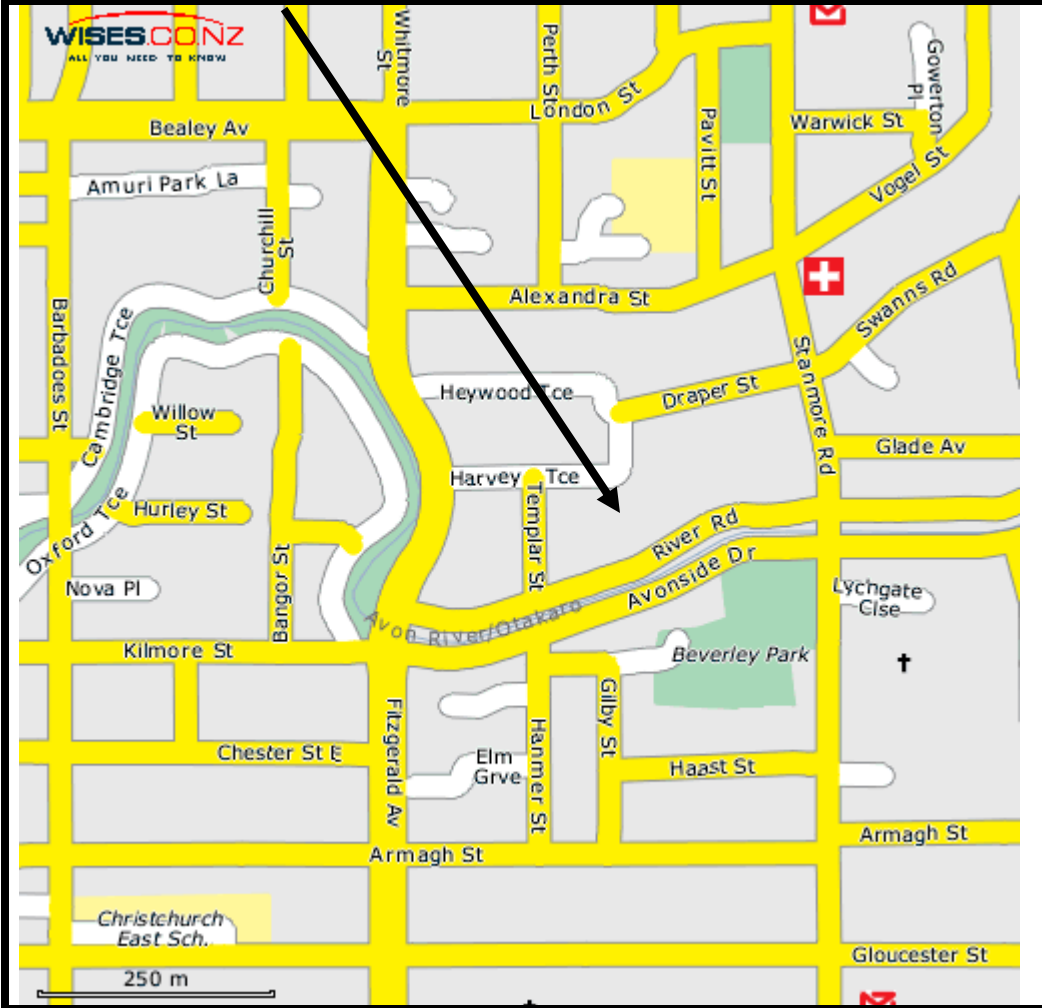 WISES.CO.NZ
ALL YOU NEED TO KNOW
Whitmore
St
Perth St
London St
Gowerton
Pl
Bealey Av
Pavitt St
Warwick St
Vogel St
Amuri Park La
Churchill
St
Alexandra St
Swanns Rd
Barbadoes St
Cambridge Tce
Stanmore Rd
Heywood Tce
Draper St
Willow
St
Glade Av
Harvey Tce
Templar St
Hurley St
Oxford Tce
River Rd
Bangor St
Avonside Dr
Nova Pl
Lychgate
Clse
Avon River/Otakaro
Kilmore St
Beverley Park
Gilby St
Fitzgerald Av
Hanmer St
Chester St E
Elm
Grve
Haast St
Armagh St
Armagh St
Christchurch
East Sch.
Gloucester St
250 m